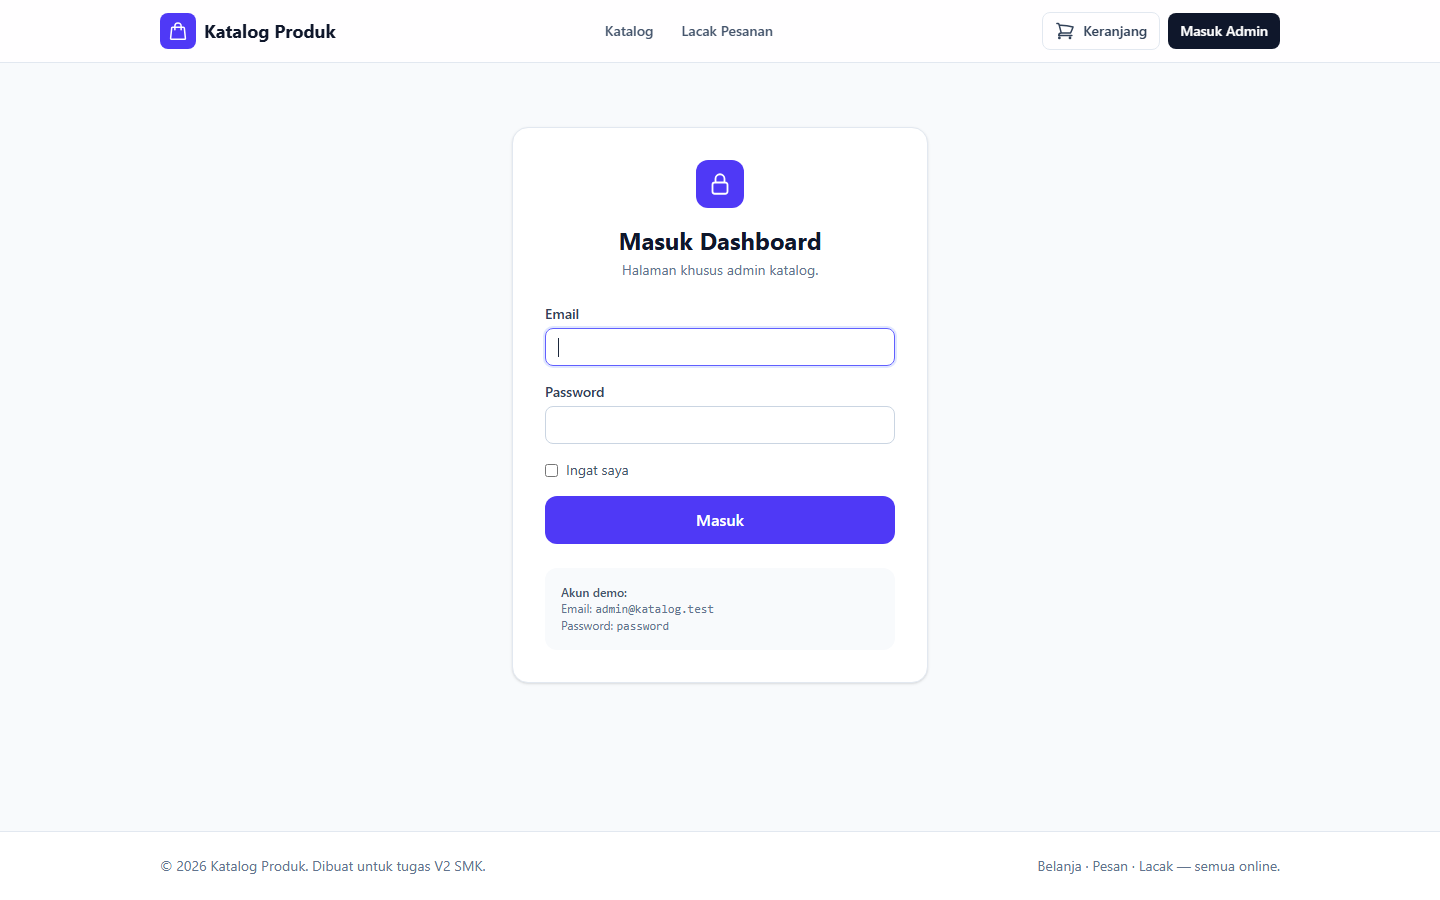 Katalog Produk
Katalog
Lacak Pesanan
Keranjang
Masuk Admin
Masuk Dashboard
Halaman khusus admin katalog.
Email
Password
Ingat saya
Masuk
Akun demo:
Email: admin@katalog.test
Password: password
© 2026 Katalog Produk. Dibuat untuk tugas V2 SMK.
Belanja · Pesan · Lacak — semua online.